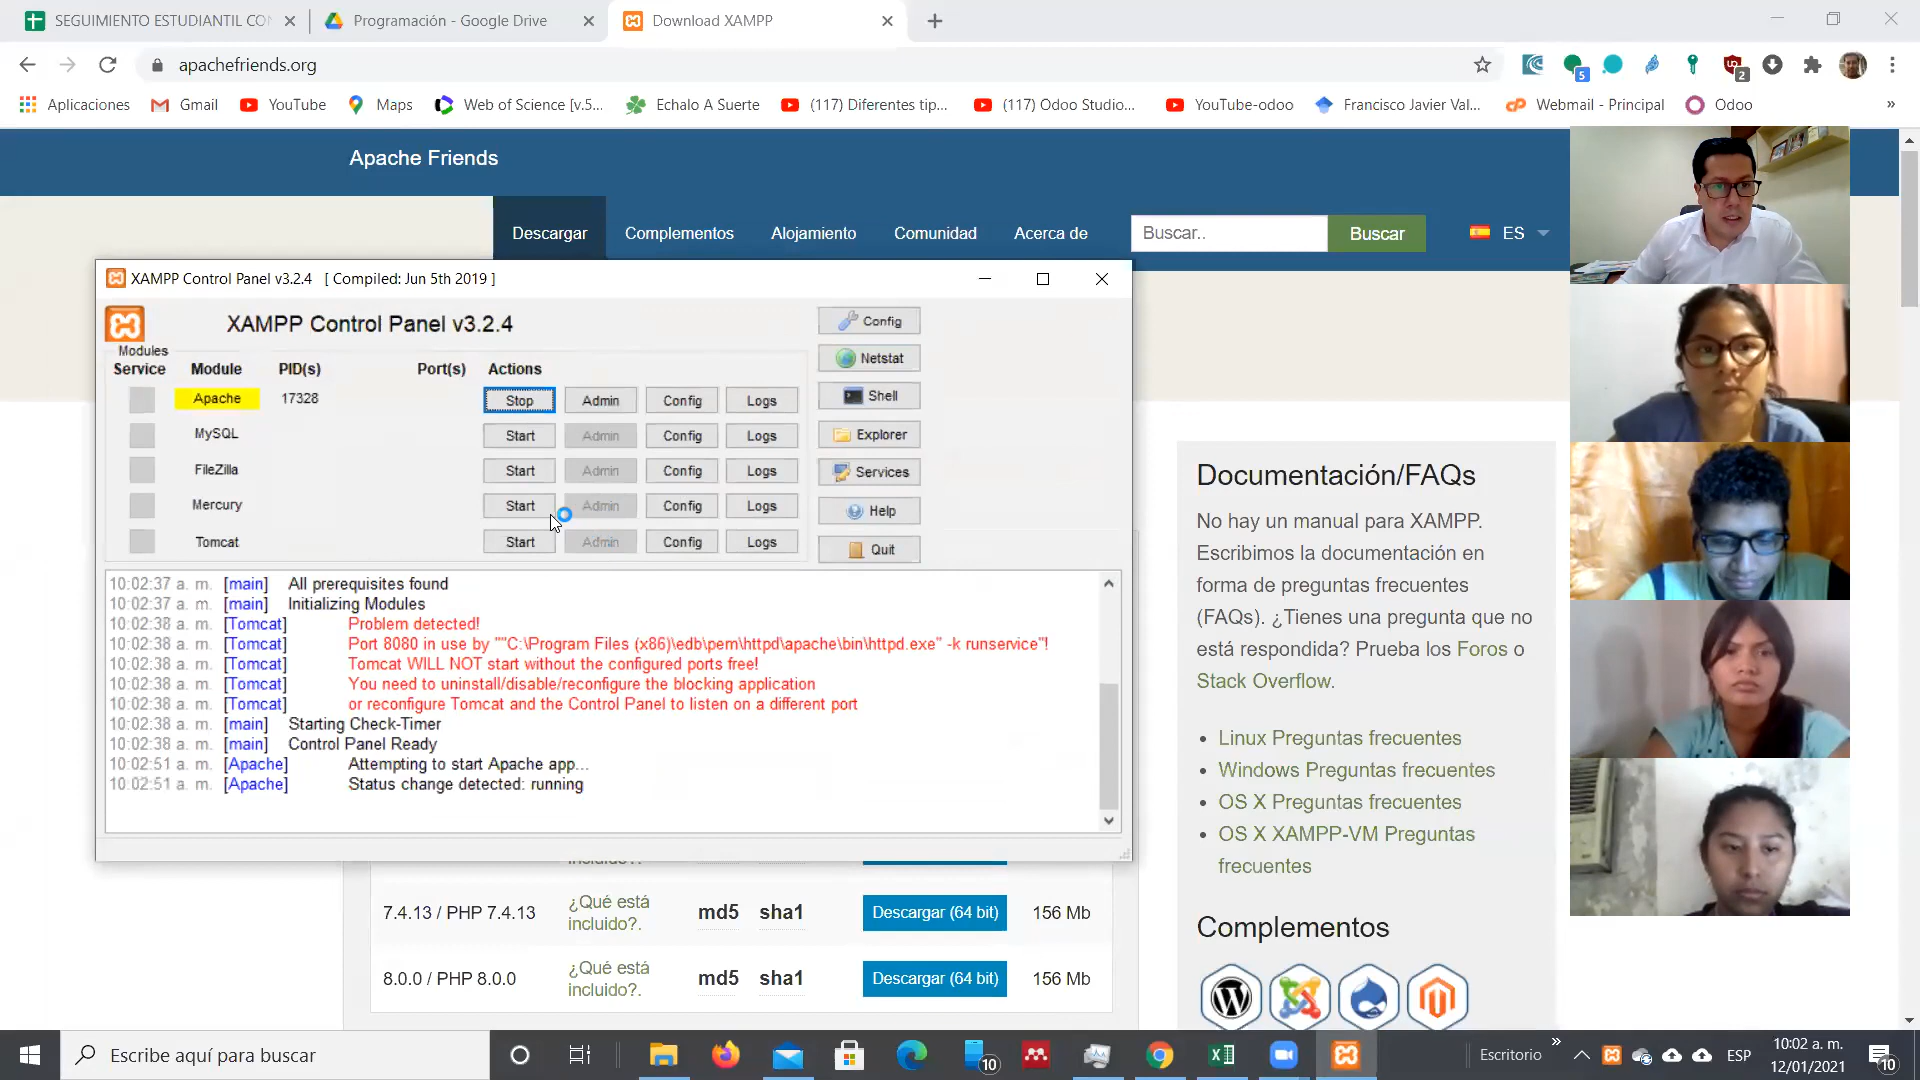 SEGUIMIENTO ESTUDIANTIL CON
Programación - Google Drive
Download XAMPP
apachefriends.org
5
2
Aplicaciones
Gmail
YouTube
Maps
Web of Science [v.5...
Echalo A Suerte
(117) Diferentes tip...
(117) Odoo Studio...
YouTube-odoo
Francisco Javier Val...
Webmail - Principal
Odoo
»
Apache Friends
Descargar
Complementos
Alojamiento
Comunidad
Acerca de
Buscar..
Buscar
ES
XAMPP Control Panel v3.2.4 [ Compiled: Jun 5th 2019 ]
XAMPP Control Panel v3.2.4
Config
Modules
Service Module PID(s) Port(s) Actions
Netstat
Apache 17328 Stop Admin Config Logs
Shell
MySQL Start Admin Config Logs
Explorer
FileZilla Start Admin Config Logs
Services
Mercury Start Admin Config Logs
Help
Tomcat Start Admin Config Logs
Quit
10:02:37 a. m. [main] All prerequisites found
10:02:37 a. m. [main] Initializing Modules
10:02:38 a. m. [Tomcat] Problem detected!
10:02:38 a. m. [Tomcat] Port 8080 in use by ""C:\Program Files (x86)\edb\pem\httpd\apache\bin\httpd.exe" -k runservice"!
10:02:38 a. m. [Tomcat] Tomcat WILL NOT start without the configured ports free!
10:02:38 a. m. [Tomcat] You need to uninstall/disable/reconfigure the blocking application
10:02:38 a. m. [Tomcat] or reconfigure Tomcat and the Control Panel to listen on a different port
10:02:38 a. m. [main] Starting Check-Timer
10:02:38 a. m. [main] Control Panel Ready
10:02:51 a. m. [Apache] Attempting to start Apache app...
10:02:51 a. m. [Apache] Status change detected: running
incluido?.
7.4.13 / PHP 7.4.13 ¿Qué está incluido?. md5 sha1 Descargar (64 bit) 156 Mb
8.0.0 / PHP 8.0.0 ¿Qué está incluido?. md5 sha1 Descargar (64 bit) 156 Mb
Documentación/FAQs
No hay un manual para XAMPP.
Escribimos la documentación en
forma de preguntas frecuentes
(FAQs). ¿Tienes una pregunta que no
está respondida? Prueba los Foros o
Stack Overflow.
Linux Preguntas frecuentes
Windows Preguntas frecuentes
OS X Preguntas frecuentes
OS X XAMPP-VM Preguntas
frecuentes
Complementos
Escribe aquí para buscar
10
Escritorio
»
ESP
10:02 a. m.
12/01/2021
10